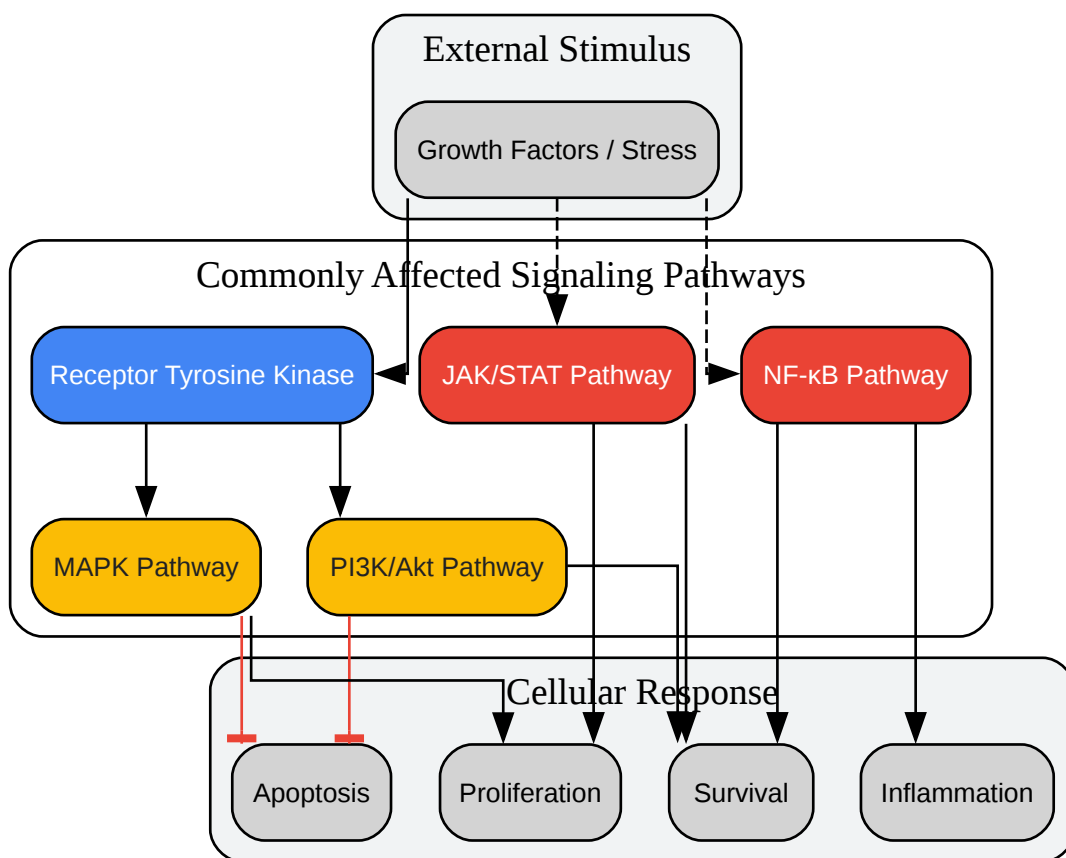 External Stimulus
Growth Factors / Stress
Commonly Affected Signaling Pathways
Receptor Tyrosine Kinase
JAK/STAT Pathway
NF-κB Pathway
MAPK Pathway
PI3K/Akt Pathway
Cellular Response
Apoptosis
Proliferation
Survival
Inflammation